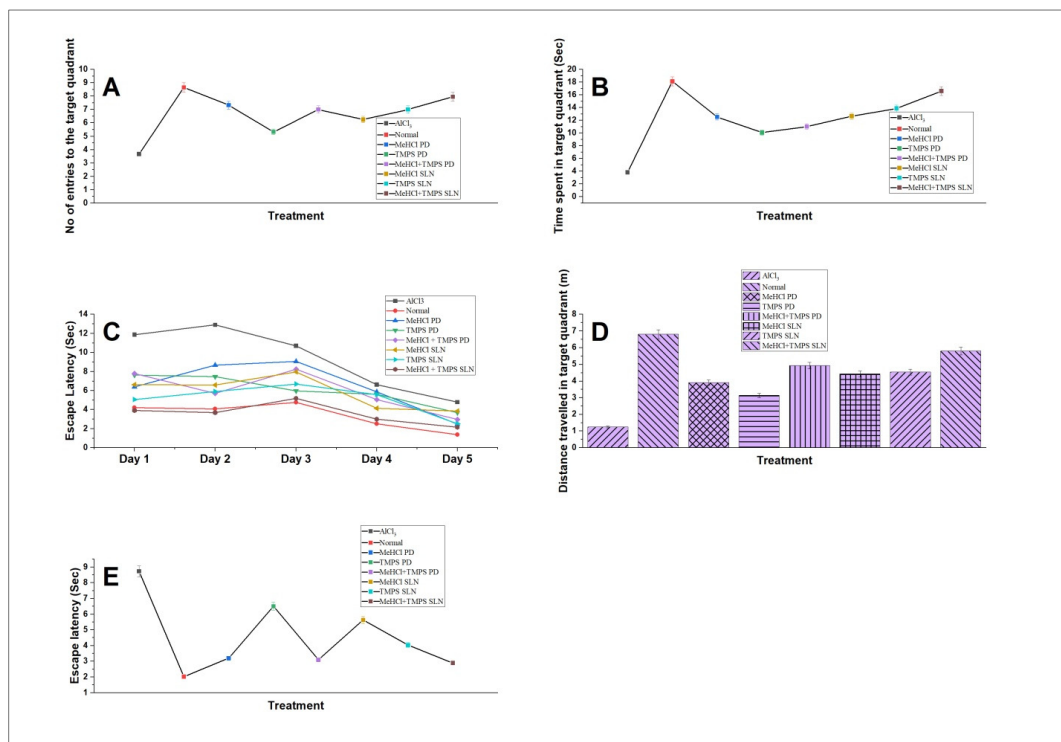 A
No of entries to the target quadrant
10
9
8
7
6
5
4
3
2
1
0
AlCl3
Normal
MeHCl PD
TMPS PD
MeHCl+TMPS PD
MeHCl SLN
TMPS SLN
MeHCl+TMPS SLN
Treatment
B
Time spent in target quadrant (Sec)
20
18
16
14
12
10
8
6
4
2
0
AlCl3
Normal
MeHCl PD
TMPS PD
MeHCl+TMPS PD
MeHCl SLN
TMPS SLN
MeHCl+TMPS SLN
Treatment
C
Escape Latency (Sec)
14
12
10
8
6
4
2
0
AlCl3
Normal
MeHCl PD
TMPS PD
MeHCl + TMPS PD
MeHCl SLN
TMPS SLN
MeHCl + TMPS SLN
Day 1 Day 2 Day 3 Day 4 Day 5
D
Distance travelled in target quadrant (m)
8
7
6
5
4
3
2
1
0
AlCl3
Normal
MeHCl PD
TMPS PD
MeHCl+TMPS PD
MeHCl SLN
TMPS SLN
MeHCl+TMPS SLN
Treatment
E
Escape latency (Sec)
9
8
7
6
5
4
3
2
1
AlCl3
Normal
MeHCl PD
TMPS PD
MeHCl+TMPS PD
MeHCl SLN
TMPS SLN
MeHCl+TMPS SLN
Treatment